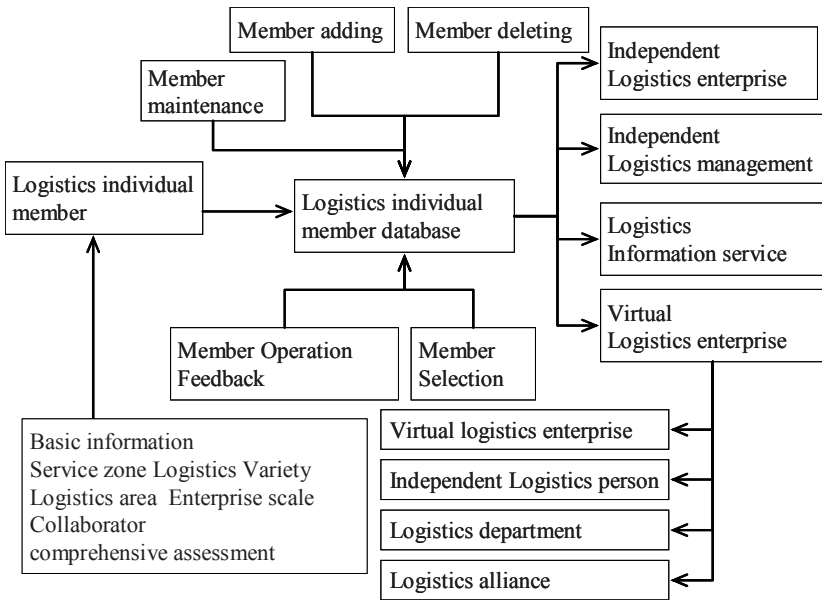 Member adding
Member deleting
Member
maintenance
Independent
Logistics enterprise
Independent
Logistics management
Logistics individual
member
Logistics individual
member database
Logistics
Information service
Virtual
Logistics enterprise
Member Operation
Feedback
Member
Selection
Basic information
Service zone Logistics Variety
Logistics area Enterprise scale
Collaborator
comprehensive assessment
Virtual logistics enterprise
Independent Logistics person
Logistics department
Logistics alliance